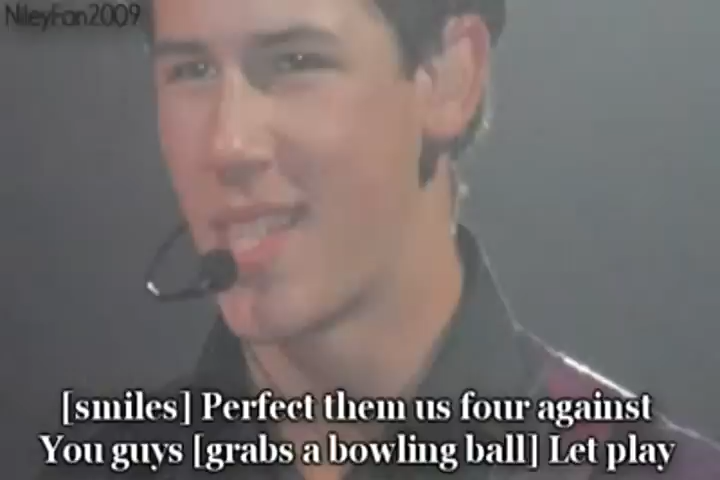 NileyFan2009
[smiles] Perfect them us four against
You guys [grabs a bowling ball] Let play